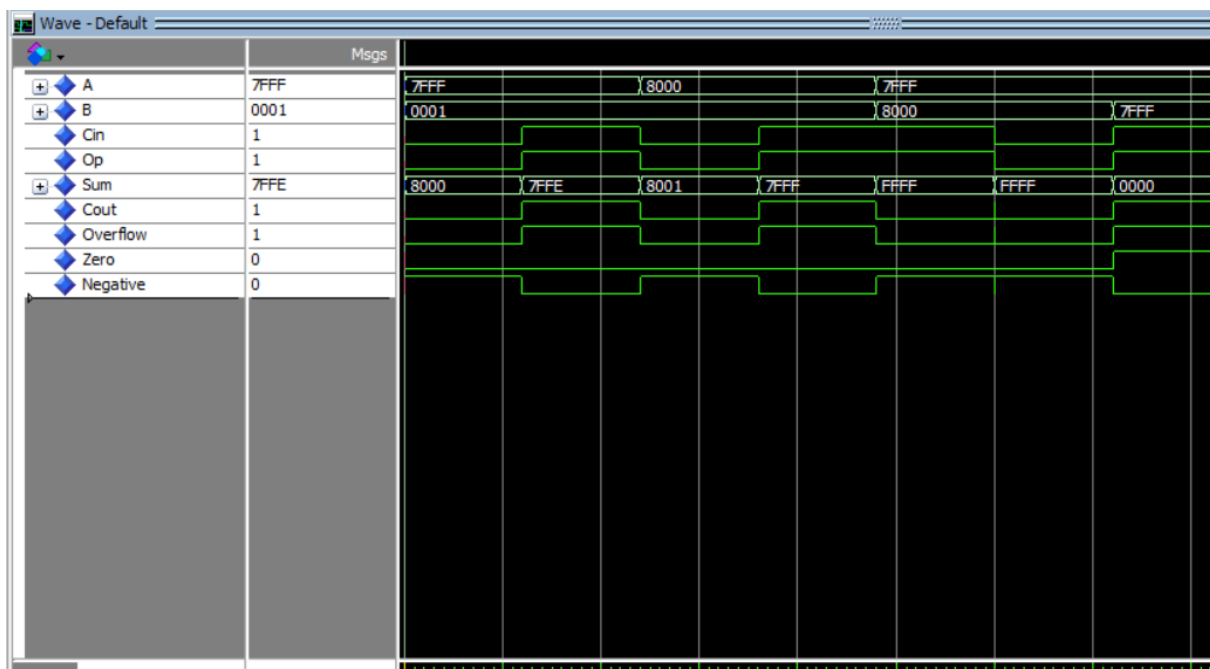 Wave - Default
Msgs
A 7FFF 7FFF 8000 7FFF
B 0001 0001 8000 7FFF
Cin 1
Op 1
Sum 7FFE 8000 7FFE 8001 7FFF FFFF FFFF 0000
Cout 1
Overflow 1
Zero 0
Negative 0